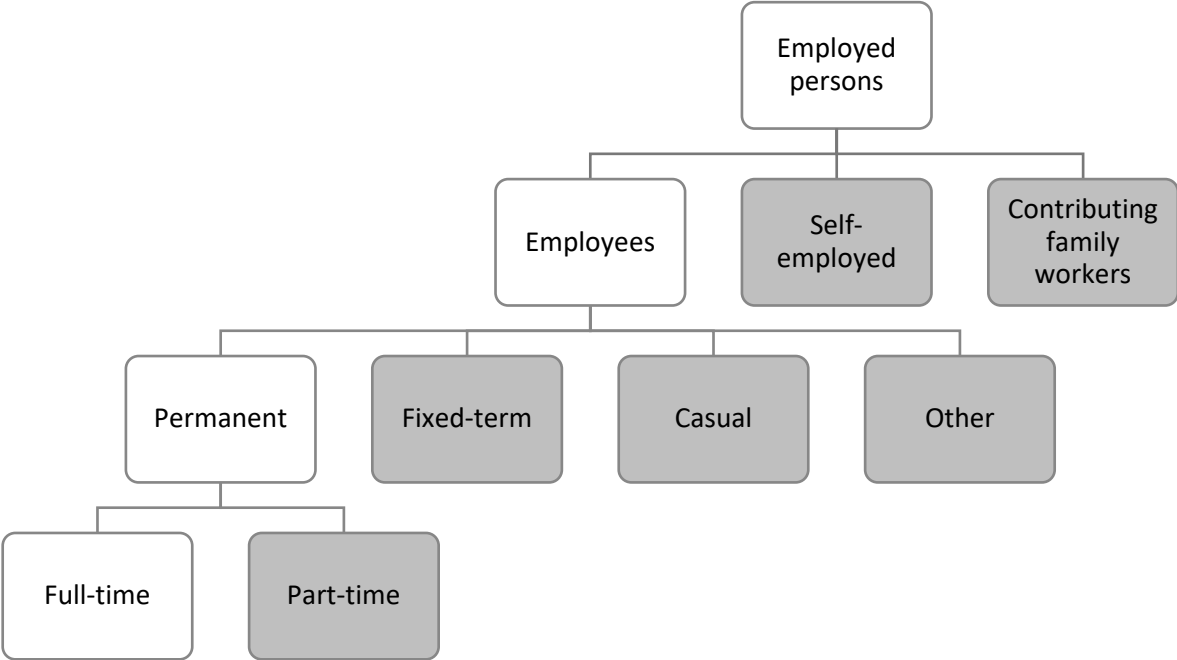 Employed
persons
Employees
Self-
employed
Contributing
family
workers
Permanent
Fixed-term
Casual
Other
Full-time
Part-time